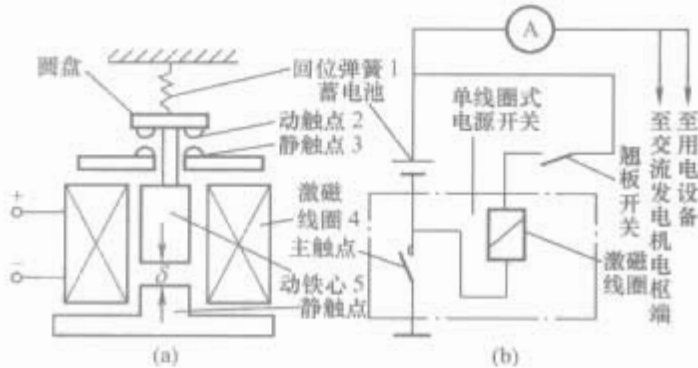 圆盘
回位弹簧1
蓄电池
动触点2
静触点3
激磁
线圈4
主触点
动铁心5
静触点
+
−
δ
(a)
A
单线圈式
电源开关
翘板开关
激磁
线圈
至交流发电机电枢端
至用电设备
(b)